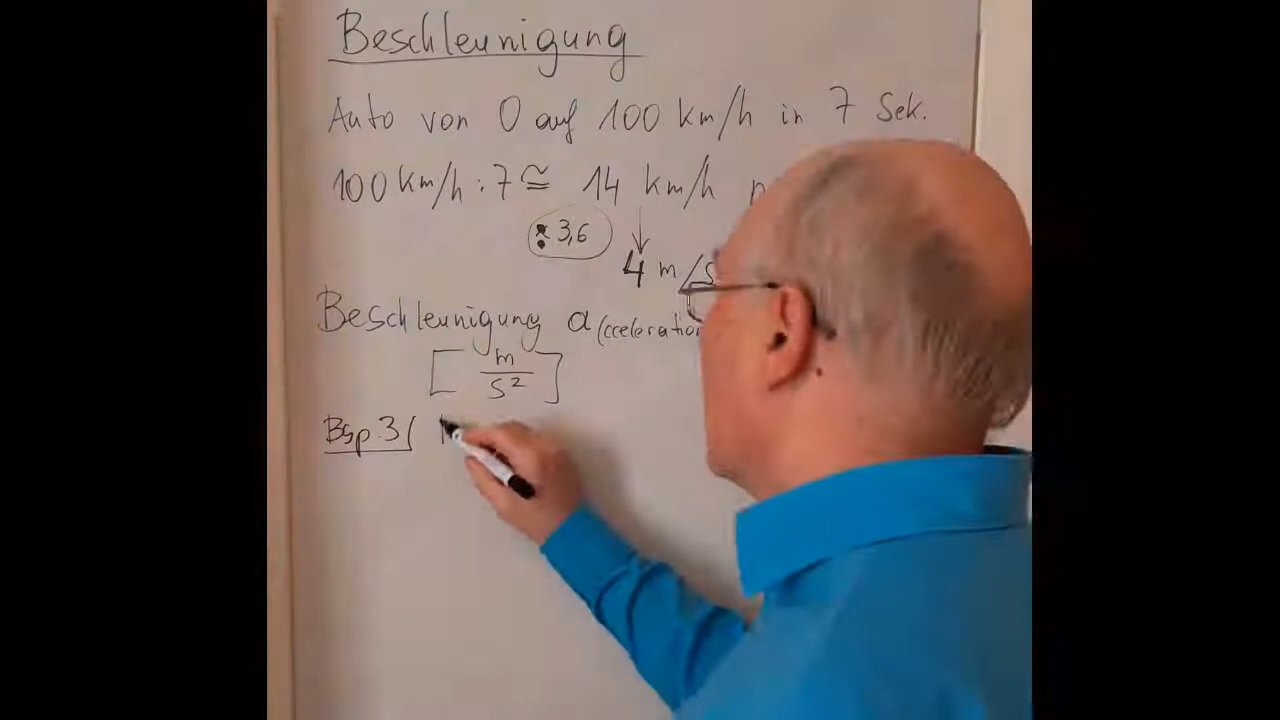 Beschleunigung
Auto von 0 auf 100 km/h in 7 Sek.
100 km/h : 7 ≅ 14 km/h
: 3,6
4 m/s
Beschleunigung a (cceleration
[ m/s² ]
Bsp. 3(